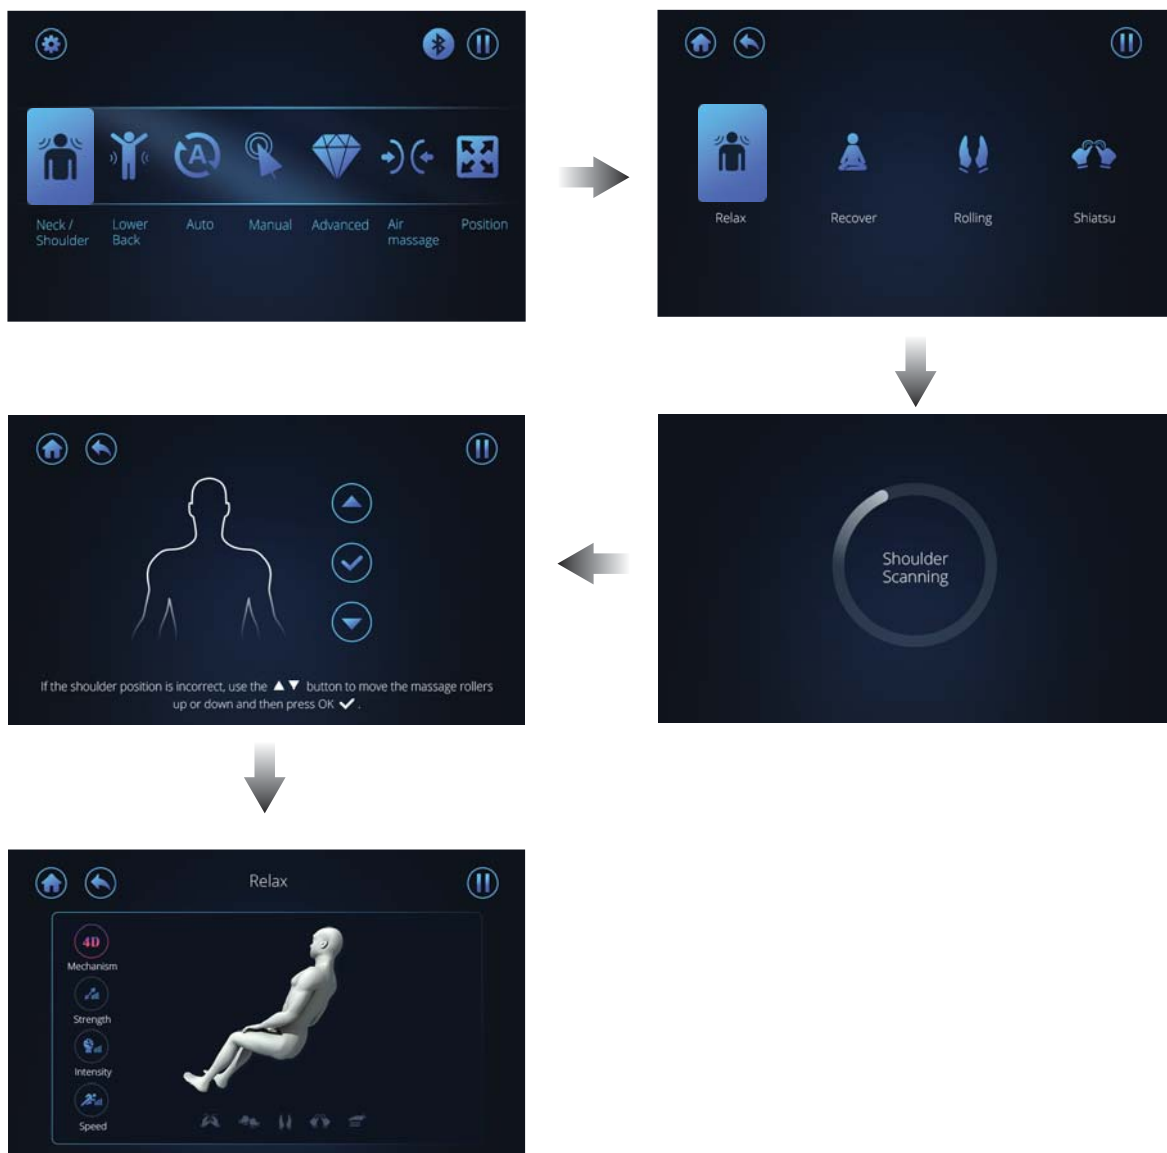 A
Neck /
Shoulder
Lower
Back
Auto
Manual
Advanced
Air
massage
Position
Relax
Recover
Rolling
Shiatsu
Shoulder
Scanning
If the shoulder position is incorrect, use the ▲ ▼ button to move the massage rollers
up or down and then press OK ✔ .
Relax
4D
Mechanism
Strength
Intensity
Speed